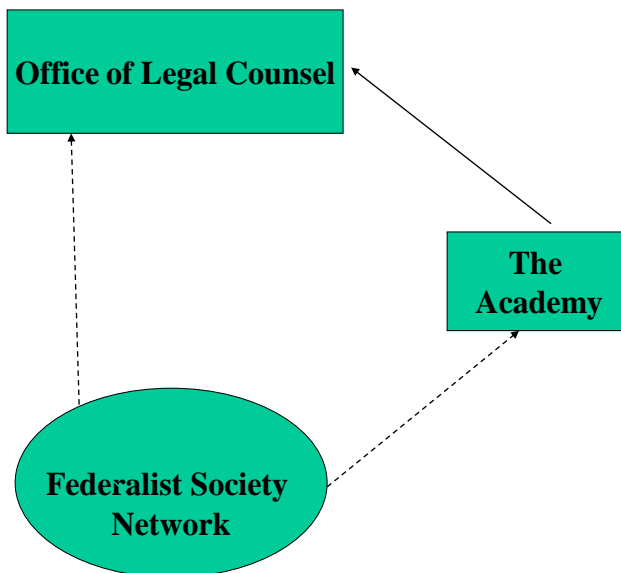 Office of Legal Counsel
The
Academy
Federalist Society
Network